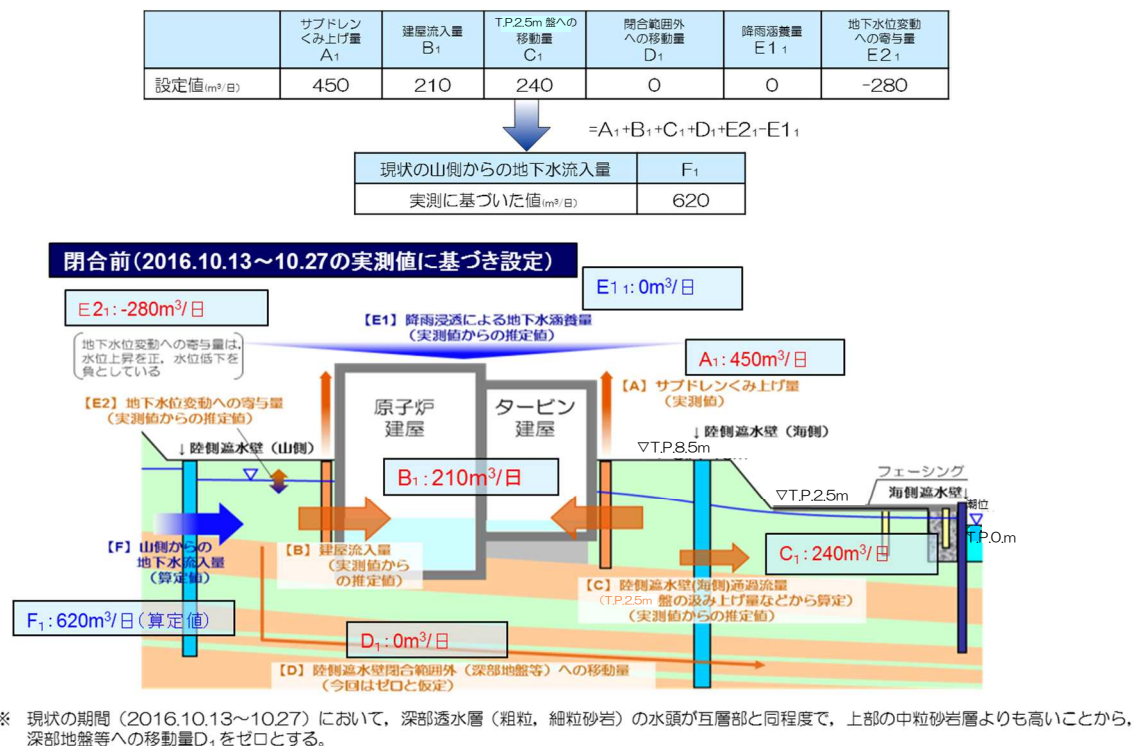 サブドレン
くみ上げ量
A₁
建屋流入量
B₁
T.P.2.5m 盤への
移動量
C₁
閉合範囲外
への移動量
D₁
降雨涵養量
E1₁
地下水位変動
への寄与量
E2₁
設定値(m³/日) 450 210 240 0 0 -280
=A₁+B₁+C₁+D₁+E2₁-E1₁
現状の山側からの地下水流入量 F₁
実測に基づいた値(m³/日) 620
閉合前(2016.10.13～10.27の実測値に基づき設定)
E1₁:0m³/日
E2₁:-280m³/日
【E1】降雨浸透による地下水涵養量
(実測値からの推定値)
地下水位変動への寄与量は,
水位上昇を正，水位低下を
負としている
A₁:450m³/日
【A】サブドレンくみ上げ量
(実測値)
【E2】地下水位変動への寄与量
(実測値からの推定値)
原子炉
建屋
タービン
建屋
↓陸側遮水壁（山側）
↓陸側遮水壁（海側）
▽T.P.8.5m
B₁:210m³/日
フェーシング
▽T.P.2.5m
海側遮水壁↓
潮位
T.P.0.m
【F】山側からの
地下水流入量
(算定値)
【B】建屋流入量
(実測値から
の推定値)
C₁:240m³/日
【C】陸側遮水壁(海側)通過流量
(T.P.2.5m 盤の汲み上げ量などから算定)
(実測値からの推定値)
F₁:620m³/日(算定値)
D₁:0m³/日
【D】陸側遮水壁閉合範囲外（深部地盤等）への移動量
(今回はゼロと仮定)
※ 現状の期間（2016.10.13～10.27）において，深部透水層（粗粒，細粒砂岩）の水頭が互層部と同程度で，上部の中粒砂岩層よりも高いことから，
深部地盤等への移動量D₁をゼロとする。